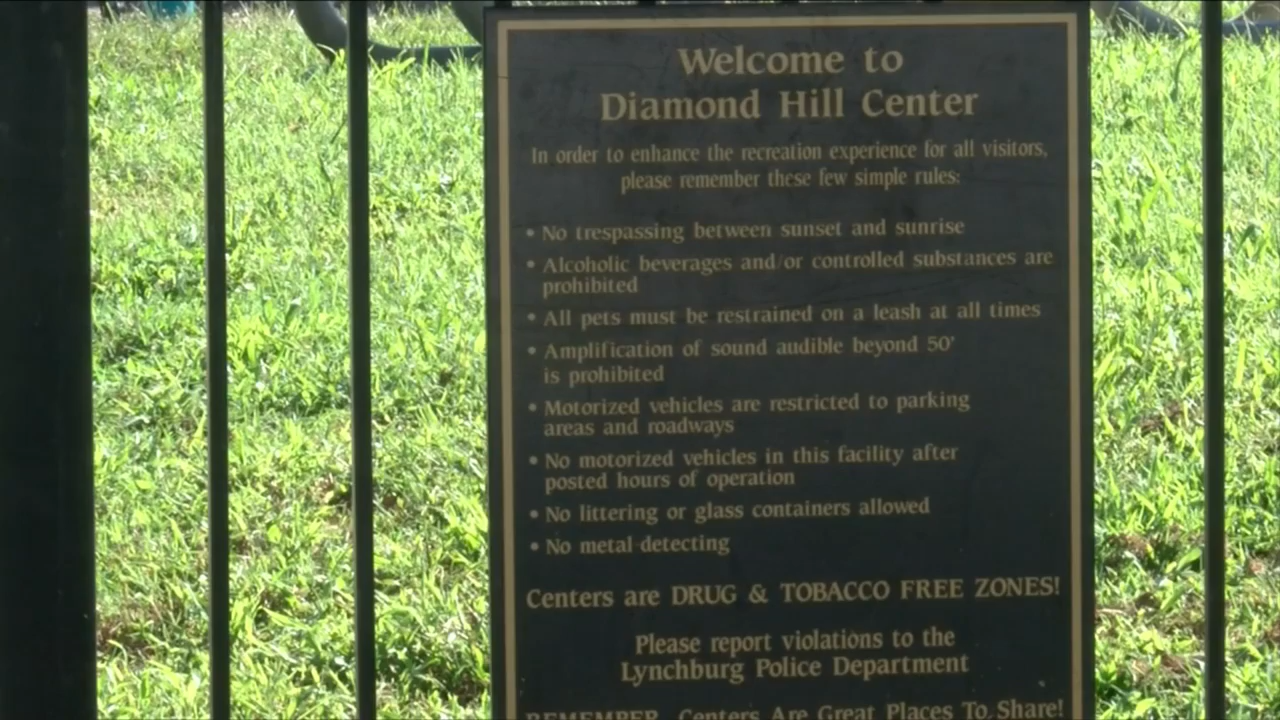 Welcome to
Diamond Hill Center
In order to enhance the recreation experience for all visitors,
please remember these few simple rules:
• No trespassing between sunset and sunrise
• Alcoholic beverages and/or controlled substances are
prohibited
• All pets must be restrained on a leash at all times
• Amplification of sound audible beyond 50'
is prohibited
• Motorized vehicles are restricted to parking
areas and roadways
• No motorized vehicles in this facility after
posted hours of operation
• No littering or glass containers allowed
• No metal detecting
Centers are DRUG & TOBACCO FREE ZONES!
Please report violations to the
Lynchburg Police Department
REMEMBER, Centers Are Great Places To Share!